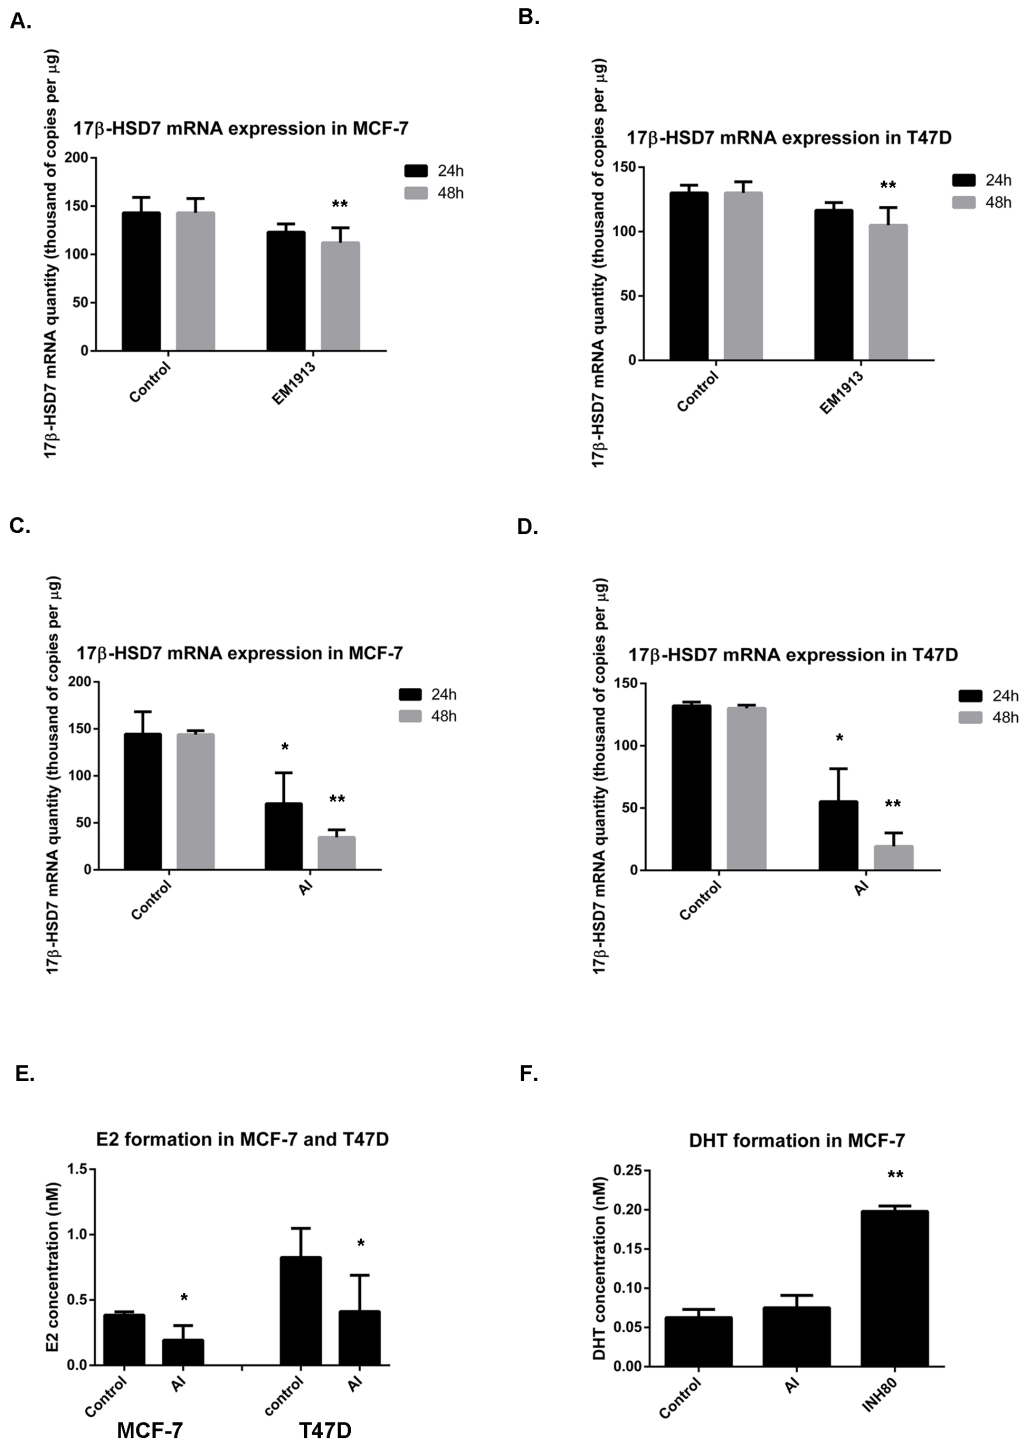 A.
17β-HSD7 mRNA expression in MCF-7
17β-HSD7 mRNA quantity (thousand of copies per µg)
200
150
100
50
0
**
24h
48h
Control
EM1913
B.
17β-HSD7 mRNA expression in T47D
17β-HSD7 mRNA quantity (thousand of copies per µg)
150
100
50
0
**
24h
48h
Control
EM1913
C.
17β-HSD7 mRNA expression in MCF-7
17β-HSD7 mRNA quantity (thousand of copies per µg)
200
150
100
50
0
*
**
24h
48h
Control
AI
D.
17β-HSD7 mRNA expression in T47D
17β-HSD7 mRNA quantity (thousand of copies per µg)
150
100
50
0
*
**
24h
48h
Control
AI
E.
E2 formation in MCF-7 and T47D
E2 concentration (nM)
1.5
1.0
0.5
0.0
*
*
Control
AI
control
AI
MCF-7
T47D
F.
DHT formation in MCF-7
DHT concentration (nM)
0.25
0.20
0.15
0.10
0.05
0.00
**
Control
AI
INH80